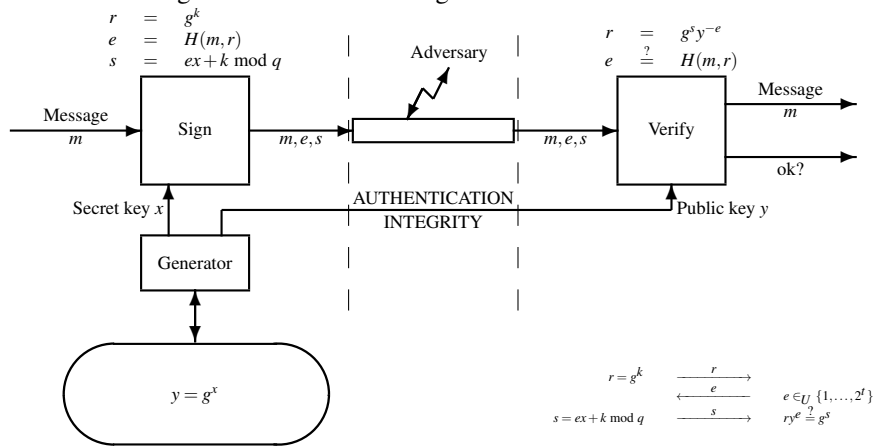 r = g^k
e = H(m,r)
s = ex+k mod q
r = g^s y^{-e}
e ?= H(m,r)
Adversary
Message
m
Sign
m,e,s
m,e,s
Verify
Message
m
ok?
Secret key x
AUTHENTICATION
INTEGRITY
Public key y
Generator
y = g^x
r = g^k r
e e ∈_U {1,...,2^t}
s = ex+k mod q s ry^e ?= g^s